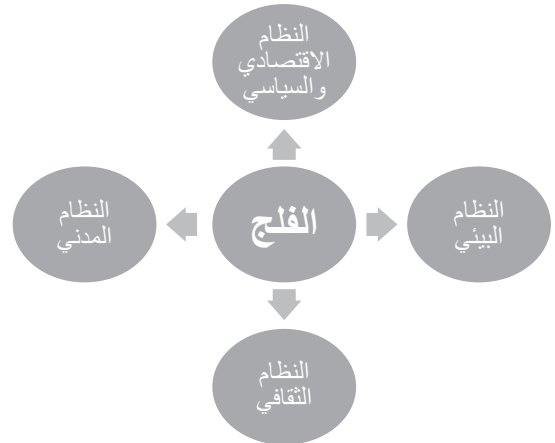 النظام
الاقتصادي
والسياسي
النظام
البيئي
الفلج
النظام
المدني
النظام
الثقافي